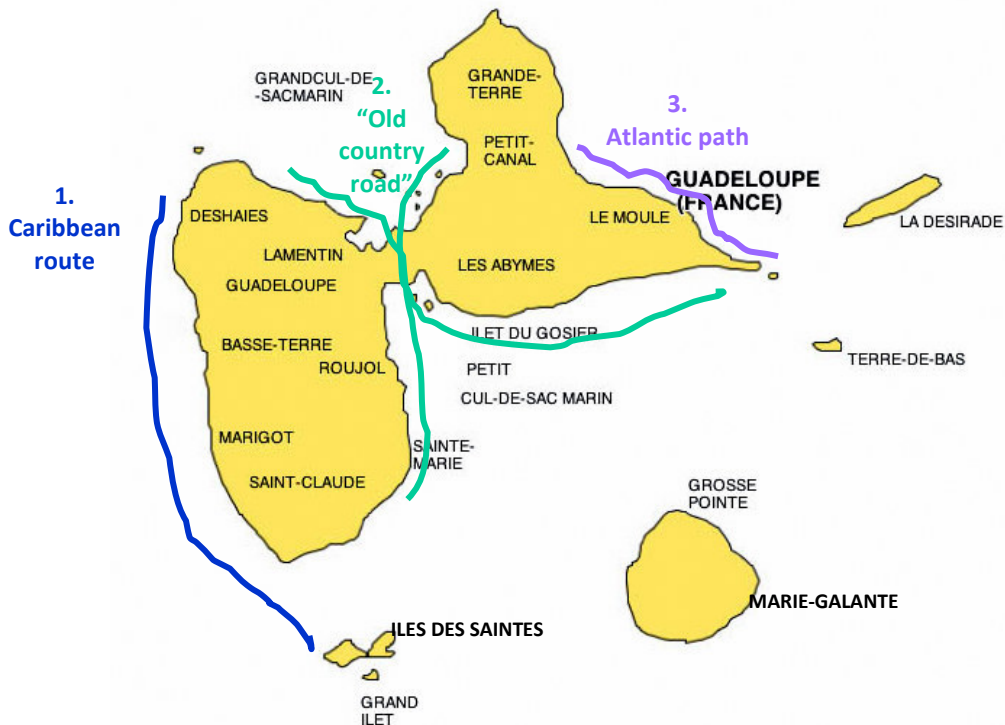 GRANDCUL-DE-
-SACMARIN
2.
“Old
country
road”
GRANDE-
TERRE
PETIT-
CANAL
3.
Atlantic path
GUADELOUPE
(FRANCE)
LE MOULE
LA DESIRADE
1.
Caribbean
route
DESHAIES
LAMENTIN
GUADELOUPE
LES ABYMES
BASSE-TERRE
ROUJOL
ILET DU GOSIER
PETIT
CUL-DE-SAC MARIN
TERRE-DE-BAS
MARIGOT
SAINTE-
MARIE
SAINT-CLAUDE
GROSSE
POINTE
MARIE-GALANTE
ILES DES SAINTES
GRAND
ILET